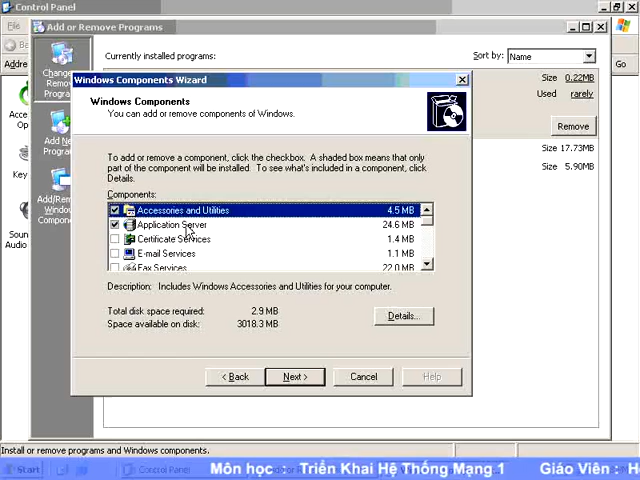 Control Panel
File
Add or Remove Programs
Currently installed programs:
Sort by:
Name
Go
Windows Components Wizard
Size 0.22MB
Used rarely
Remove
Size 17.73MB
Size 5.90MB
Windows Components
You can add or remove components of Windows.
To add or remove a component, click the checkbox. A shaded box means that only
part of the component will be installed. To see what's included in a component, click
Details.
Components:
Accessories and Utilities 4.5 MB
Application Server 24.6 MB
Certificate Services 1.4 MB
E-mail Services 1.1 MB
Fax Services 22.0 MB
Description: Includes Windows Accessories and Utilities for your computer.
Total disk space required: 2.9 MB
Space available on disk: 3018.3 MB
Details...
< Back
Next >
Cancel
Help
Install or remove programs and Windows components.
Start
Control Panel
Môn học : Triển Khai Hệ Thống Mạng 1 Giáo Viên :